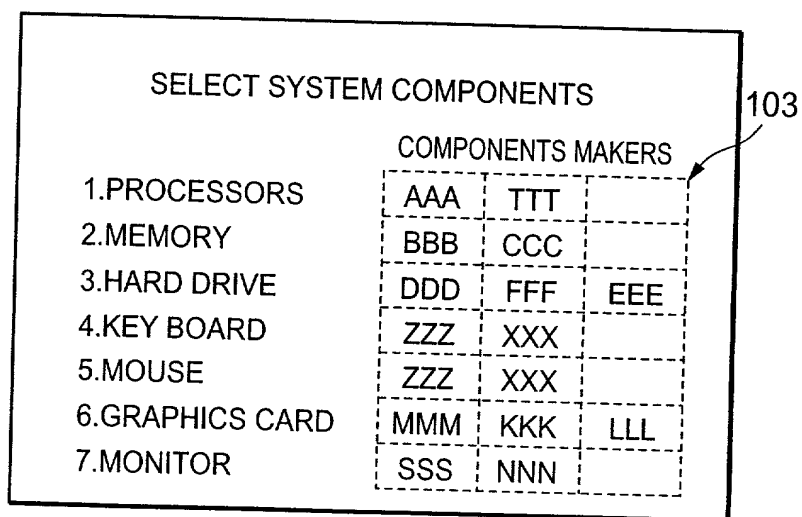 SELECT SYSTEM COMPONENTS
103
COMPONENTS MAKERS
1.PROCESSORS AAA TTT
2.MEMORY BBB CCC
3.HARD DRIVE DDD FFF EEE
4.KEY BOARD ZZZ XXX
5.MOUSE ZZZ XXX
6.GRAPHICS CARD MMM KKK LLL
7.MONITOR SSS NNN